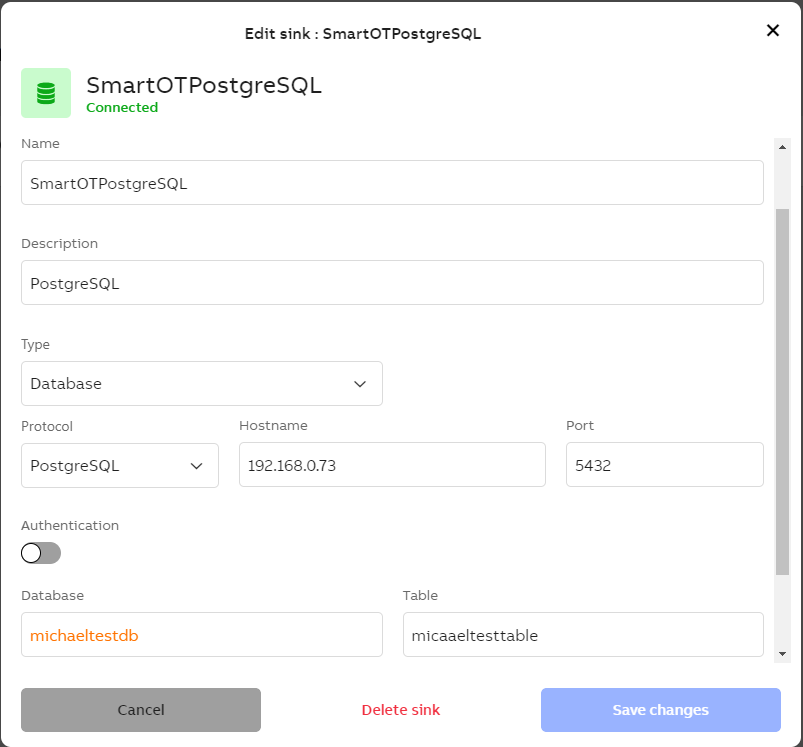 Edit sink : SmartOTPostgreSQL
SmartOTPostgreSQL
Connected
Name
SmartOTPostgreSQL
Description
PostgreSQL
Type
Database
Protocol Hostname Port
PostgreSQL 192.168.0.73 5432
Authentication
Database Table
michaeltestdb micaaeltesttable
Cancel Delete sink Save changes